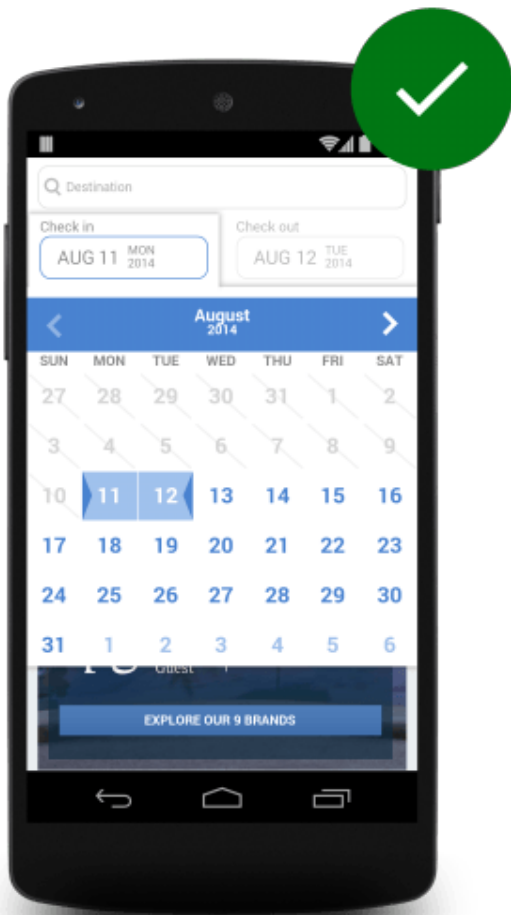 Destination
Check in
Check out
AUG 11 MON 2014
AUG 12 TUE 2014
August
2014
SUN MON TUE WED THU FRI SAT
27 28 29 30 31 1 2
3 4 5 6 7 8 9
10 11 12 13 14 15 16
17 18 19 20 21 22 23
24 25 26 27 28 29 30
31 1 2 3 4 5 6
Guest
EXPLORE OUR 9 BRANDS